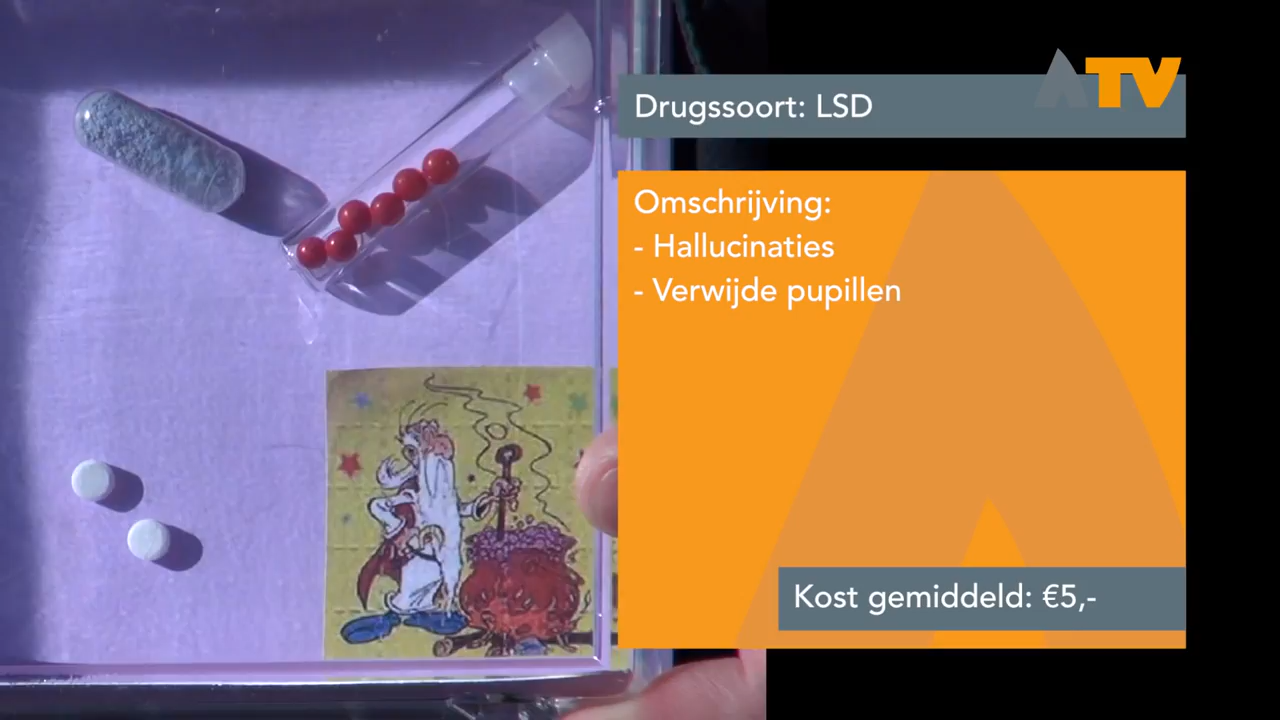 ATV
Drugssoort: LSD
Omschrijving:
- Hallucinaties
- Verwijde pupillen
Kost gemiddeld: €5,-